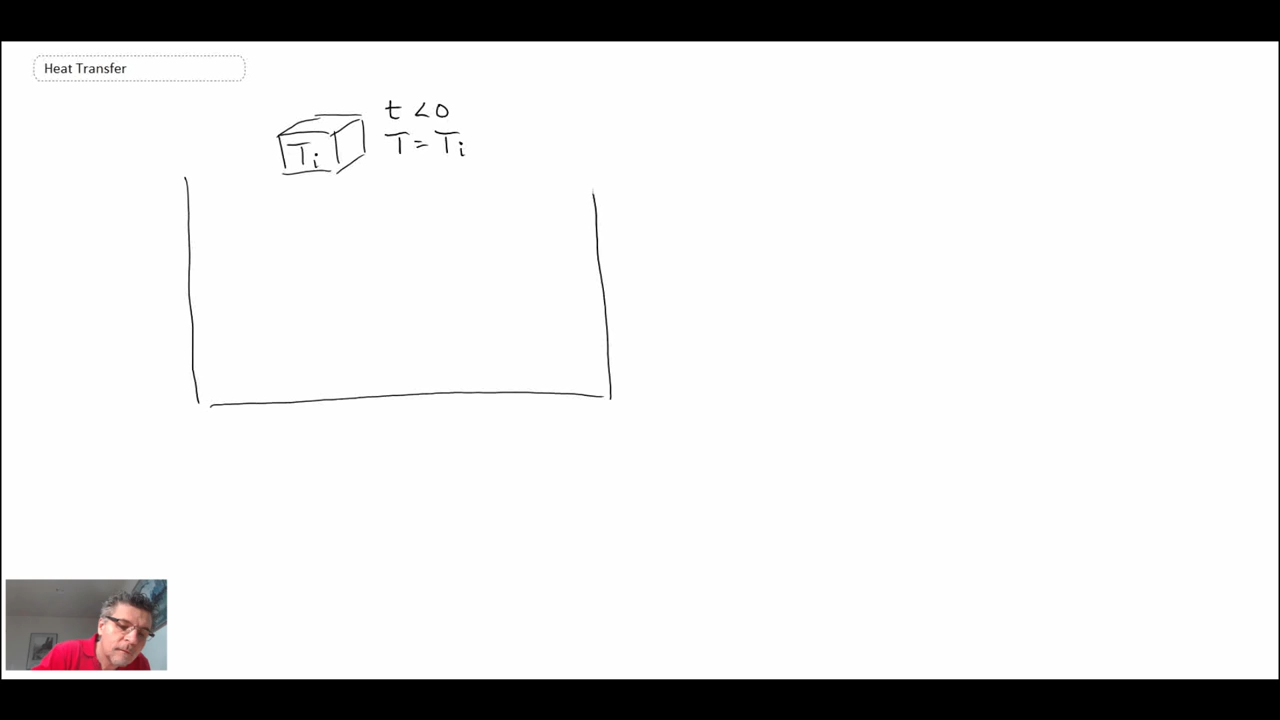 Heat Transfer
t < 0
T = Ti
Ti